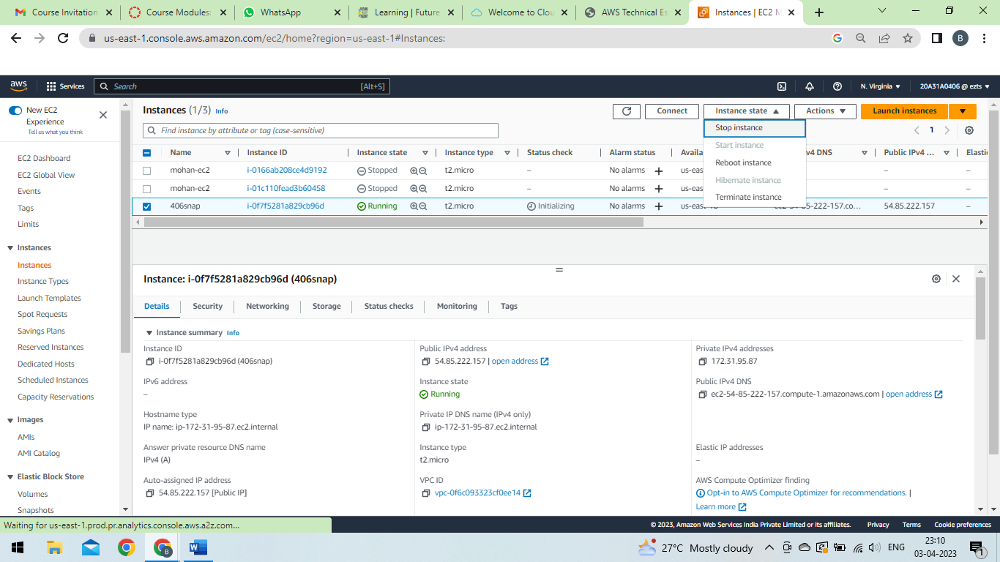 Course Invitation
Course Modules:
WhatsApp
Learning | Future
Welcome to Clou
AWS Technical Es
Instances | EC2 M
us-east-1.console.aws.amazon.com/ec2/home?region=us-east-1#Instances:
B
aws
Services
Search
[Alt+S]
N. Virginia
20A31A0406 @ ezts
New EC2
Experience
Tell us what you think
EC2 Dashboard
EC2 Global View
Events
Tags
Limits
Instances
Instances
Instance Types
Launch Templates
Spot Requests
Savings Plans
Reserved Instances
Dedicated Hosts
Scheduled Instances
Capacity Reservations
Images
AMIs
AMI Catalog
Elastic Block Store
Volumes
Snapshots
Instances (1/3) Info
Connect
Instance state
Actions
Launch instances
Find instance by attribute or tag (case-sensitive)
1
Stop instance
Start instance
Reboot instance
Hibernate instance
Terminate instance
Name Instance ID Instance state Instance type Status check Alarm status Availa v4 DNS Public IPv4 ... Elastic
mohan-ec2 i-0166ab208ce4d9192 Stopped t2.micro – No alarms + us-eas – –
mohan-ec2 i-01c110fead3b60458 Stopped t2.micro – No alarms + us-eas – –
406snap i-0f7f5281a829cb96d Running t2.micro Initializing No alarms + us-east 54.85.222.157 –
Instance: i-0f7f5281a829cb96d (406snap)
Details Security Networking Storage Status checks Monitoring Tags
Instance summary Info
Instance ID
i-0f7f5281a829cb96d (406snap)
Public IPv4 address
54.85.222.157 | open address
Private IPv4 addresses
172.31.95.87
IPv6 address
–
Instance state
Running
Public IPv4 DNS
ec2-54-85-222-157.compute-1.amazonaws.com | open address
Hostname type
IP name: ip-172-31-95-87.ec2.internal
Private IP DNS name (IPv4 only)
ip-172-31-95-87.ec2.internal
Answer private resource DNS name
IPv4 (A)
Instance type
t2.micro
Elastic IP addresses
–
Auto-assigned IP address
54.85.222.157 [Public IP]
VPC ID
vpc-0f6c093323cf0ee14
AWS Compute Optimizer finding
Opt-in to AWS Compute Optimizer for recommendations. |
Learn more
Waiting for us-east-1.prod.pr.analytics.console.aws.a2z.com...
© 2023, Amazon Web Services India Private Limited or its affiliates. Privacy Terms Cookie preferences
27°C Mostly cloudy
ENG
23:10
03-04-2023
1